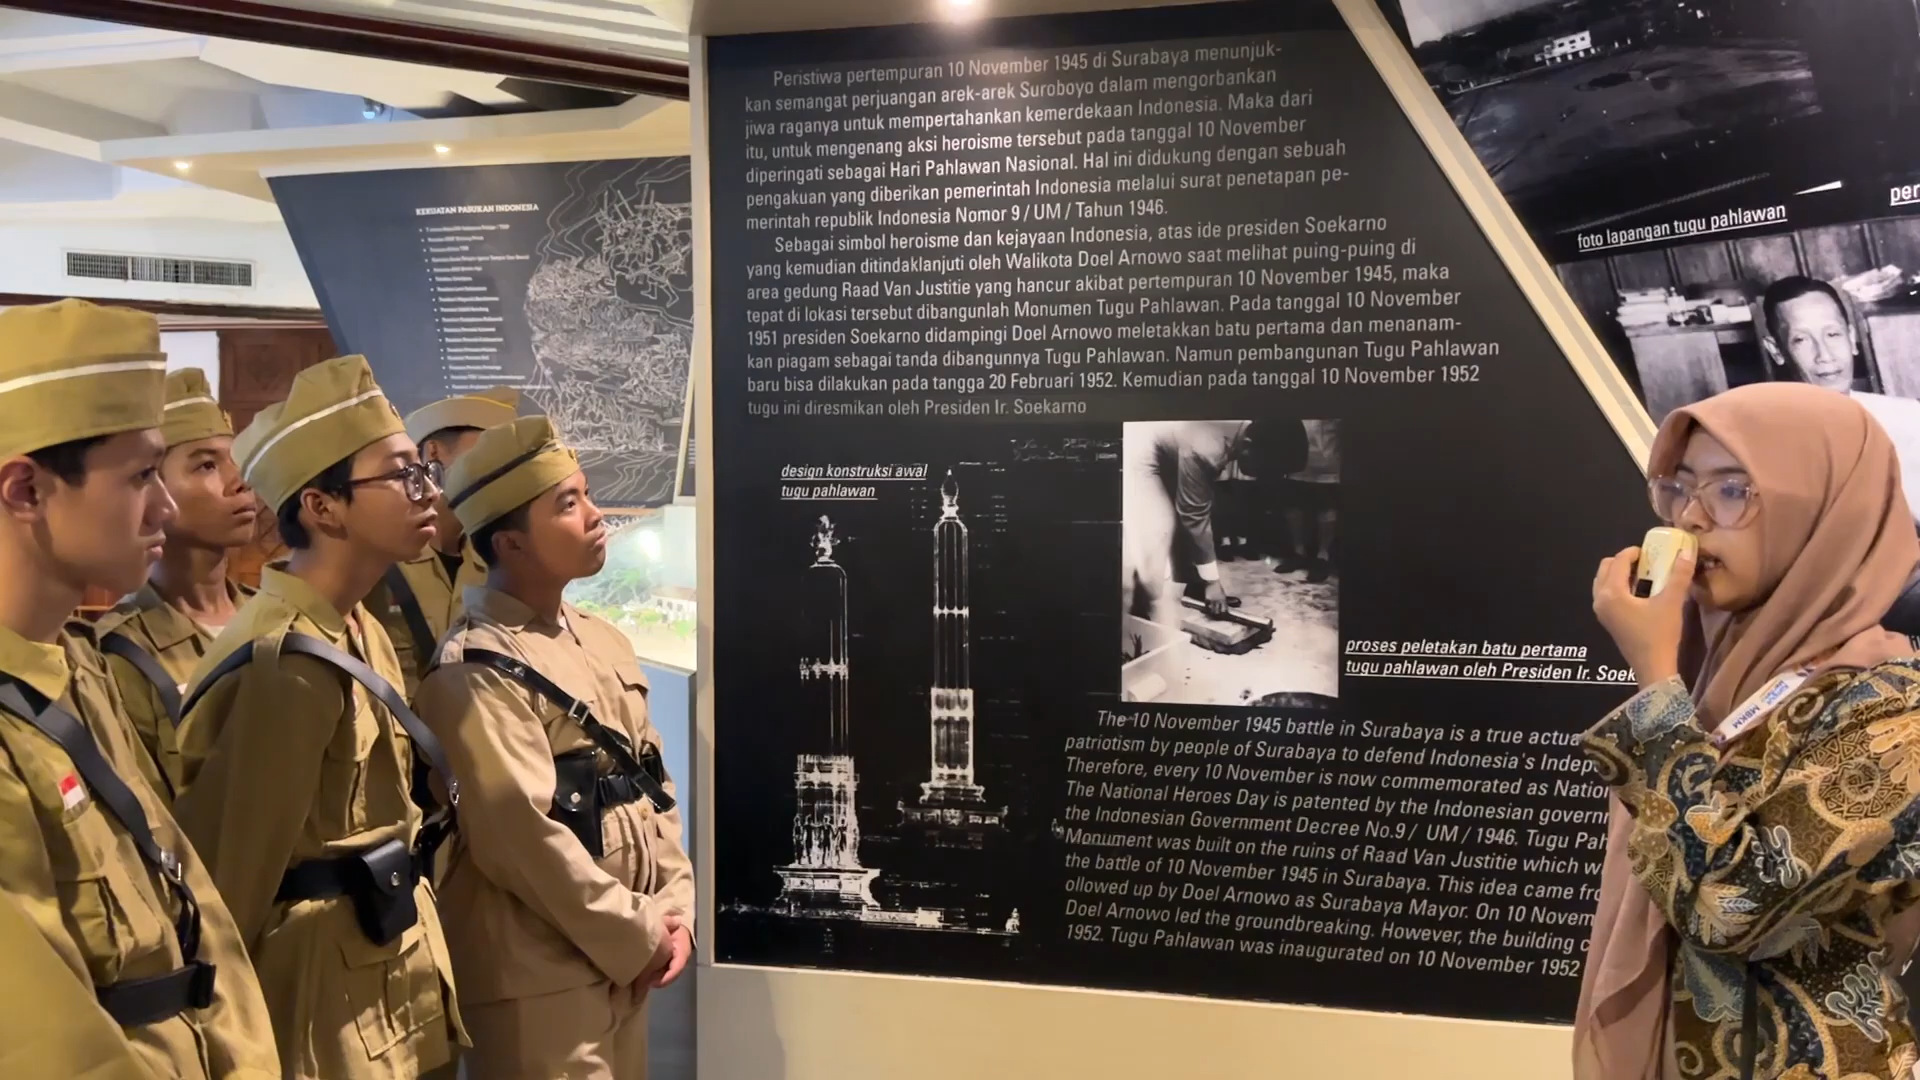 Peristiwa pertempuran 10 November 1945 di Surabaya menunjuk-
kan semangat perjuangan arek-arek Suroboyo dalam mengorbankan
jiwa raganya untuk mempertahankan kemerdekaan Indonesia. Maka dari
itu, untuk mengenang aksi heroisme tersebut pada tanggal 10 November
diperingati sebagai Hari Pahlawan Nasional. Hal ini didukung dengan sebuah
pengakuan yang diberikan pemerintah Indonesia melalui surat penetapan pe-
merintah republik Indonesia Nomor 9 / UM / Tahun 1946.
Sebagai simbol heroisme dan kejayaan Indonesia, atas ide presiden Soekarno
yang kemudian ditindaklanjuti oleh Walikota Doel Arnowo saat melihat puing-puing di
area gedung Raad Van Justitie yang hancur akibat pertempuran 10 November 1945, maka
tepat di lokasi tersebut dibangunlah Monumen Tugu Pahlawan. Pada tanggal 10 November
1951 presiden Soekarno didampingi Doel Arnowo meletakkan batu pertama dan menanam-
kan piagam sebagai tanda dibangunnya Tugu Pahlawan. Namun pembangunan Tugu Pahlawan
baru bisa dilakukan pada tangga 20 Februari 1952. Kemudian pada tanggal 10 November 1952
tugu ini diresmikan oleh Presiden Ir. Soekarno
design konstruksi awal
tugu pahlawan
proses peletakan batu pertama
tugu pahlawan oleh Presiden Ir. Soek
The 10 November 1945 battle in Surabaya is a true actua
patriotism by people of Surabaya to defend Indonesia's Indep
Therefore, every 10 November is now commemorated as Nation
The National Heroes Day is patented by the Indonesian governm
the Indonesian Government Decree No.9 / UM / 1946. Tugu Pah
Monument was built on the ruins of Raad Van Justitie which w
the battle of 10 November 1945 in Surabaya. This idea came fro
ollowed up by Doel Arnowo as Surabaya Mayor. On 10 Novem
Doel Arnowo led the groundbreaking. However, the building c
1952. Tugu Pahlawan was inaugurated on 10 November 1952
foto lapangan tugu pahlawan
per
KEKUATAN PASUKAN INDONESIA
MBKM